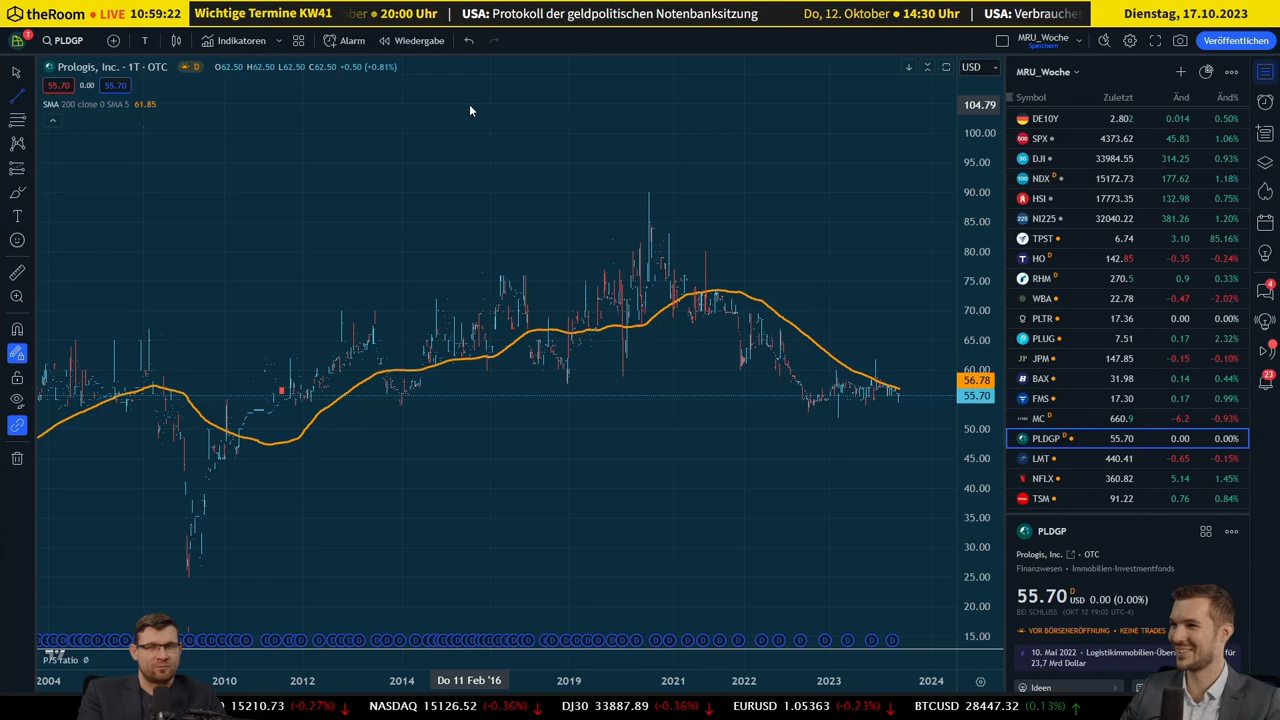 theRoom LIVE 10:59:22
Wichtige Termine KW41
20:00 Uhr | USA: Protokoll der geldpolitischen Notenbanksitzung
Do, 12. Oktober 14:30 Uhr | USA: Verbraucher
Dienstag, 17.10.2023
2
PLDGP
T
Indikatoren
Alarm
Wiedergabe
MRU_Woche
Speichern
Veröffentlichen
Prologis, Inc. · 1T · OTC D O62.50 H62.50 L62.50 C62.50 +0.50 (+0.81%)
55.70 0.00 55.70
SMA 200 close 0 SMA 5 61.85
USD
104.79
100.00
95.00
90.00
85.00
80.00
75.00
70.00
65.00
60.00
56.78
55.70
50.00
45.00
40.00
35.00
30.00
25.00
20.00
15.00
P/S ratio
2004 2010 2012 2014 Do 11 Feb '16 2019 2021 2022 2023 2024
MRU_Woche
Symbol Zuletzt Änd Änd%
DE10Y 2.802 0.014 0.50%
SPX 4373.62 45.83 1.06%
DJI 33984.55 314.25 0.93%
NDX D 15172.73 177.62 1.18%
HSI 17773.35 132.98 0.75%
NI225 32040.22 381.26 1.20%
TPST 6.74 3.10 85.16%
HO D 142.85 -0.35 -0.24%
RHM D 270.5 0.9 0.33%
WBA 22.78 -0.47 -2.02%
PLTR 17.36 0.00 0.00%
PLUG 7.51 0.17 2.32%
JPM 147.85 -0.15 -0.10%
BAX 31.98 0.14 0.44%
FMS 17.30 0.17 0.99%
MC D 660.9 -6.2 -0.93%
PLDGP D 55.70 0.00 0.00%
LMT 440.41 -0.65 -0.15%
NFLX 360.82 5.14 1.45%
TSM 91.22 0.76 0.84%
PLDGP
Prologis, Inc. · OTC
Finanzwesen · Immobilien-Investmentfonds
55.70 D USD 0.00 (0.00%)
BEI SCHLUSS (OKT 12 19:02 UTC-4)
VOR BÖRSENERÖFFNUNG · KEINE TRADES
10. Mai 2022 · für
23,7 Mrd Dollar
Ideen
4
23
15210.73 (-0.27%) NASDAQ 15126.52 (-0.36%) DJ30 33887.89 (-0.36%) EURUSD 1.05363 (-0.23%) BTCUSD 28447.32 (0.13%)